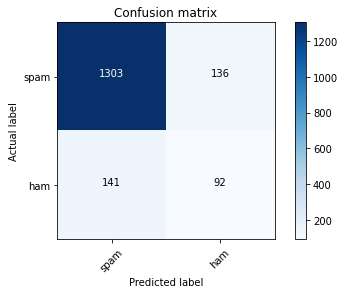 Confusion matrix
spam
1303
136
ham
141
92
Actual label
spam
ham
Predicted label
1200
1000
800
600
400
200